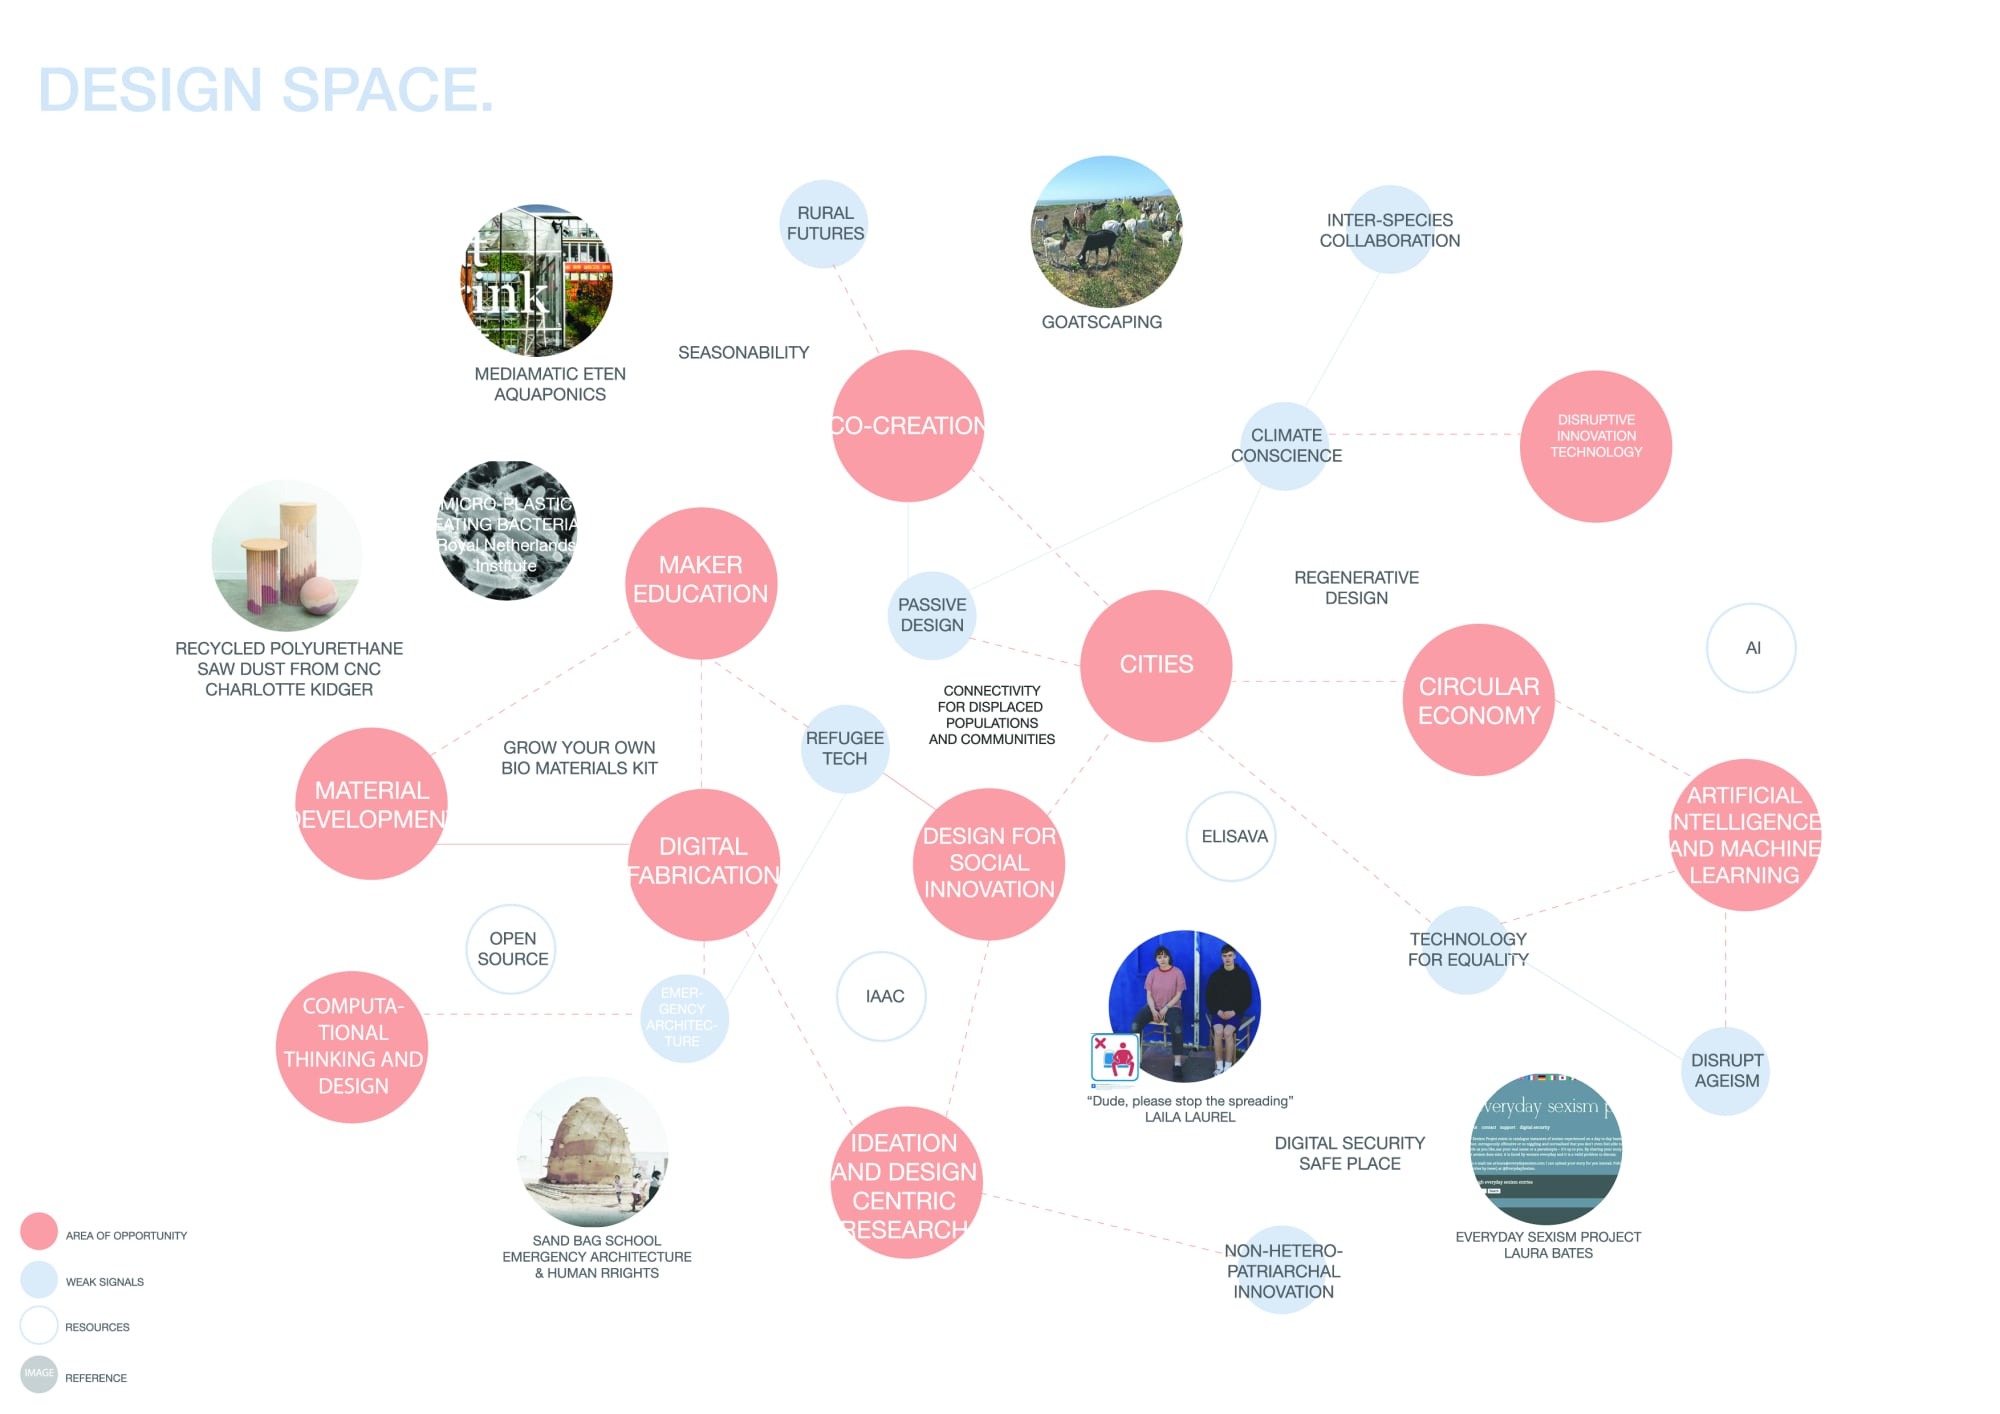 DESIGN SPACE.
RURAL
FUTURES
INTER-SPECIES
COLLABORATION
ink
GOATSCAPING
SEASONABILITY
MEDIAMATIC ETEN
AQUAPONICS
CO-CREATION
CLIMATE
CONSCIENCE
DISRUPTIVE
INNOVATION
TECHNOLOGY
MICRO-PLASTIC
EATING BACTERIA
Royal Netherlands
Institute
MAKER
EDUCATION
REGENERATIVE
DESIGN
PASSIVE
DESIGN
AI
CITIES
RECYCLED POLYURETHANE
SAW DUST FROM CNC
CHARLOTTE KIDGER
CIRCULAR
ECONOMY
CONNECTIVITY
FOR DISPLACED
POPULATIONS
AND COMMUNITIES
REFUGEE
TECH
GROW YOUR OWN
BIO MATERIALS KIT
MATERIAL
DEVELOPMEN
ARTIFICIAL
INTELLIGENCE
AND MACHINE
LEARNING
DIGITAL
FABRICATION
DESIGN FOR
SOCIAL
INNOVATION
ELISAVA
OPEN
SOURCE
TECHNOLOGY
FOR EQUALITY
IAAC
COMPUTA-
TIONAL
THINKING AND
DESIGN
EMER-
GENCY
ARCHITEC-
TURE
DISRUPT
AGEISM
"Dude, please stop the spreading"
LAILA LAUREL
everyday sexism p
contact support digital security
DIGITAL SECURITY
SAFE PLACE
IDEATION
AND DESIGN
CENTRIC
RESEARCH
SAND BAG SCHOOL
EMERGENCY ARCHITECTURE
& HUMAN RRIGHTS
EVERYDAY SEXISM PROJECT
LAURA BATES
NON-HETERO-
PATRIARCHAL
INNOVATION
AREA OF OPPORTUNITY
WEAK SIGNALS
RESOURCES
IMAGE
REFERENCE